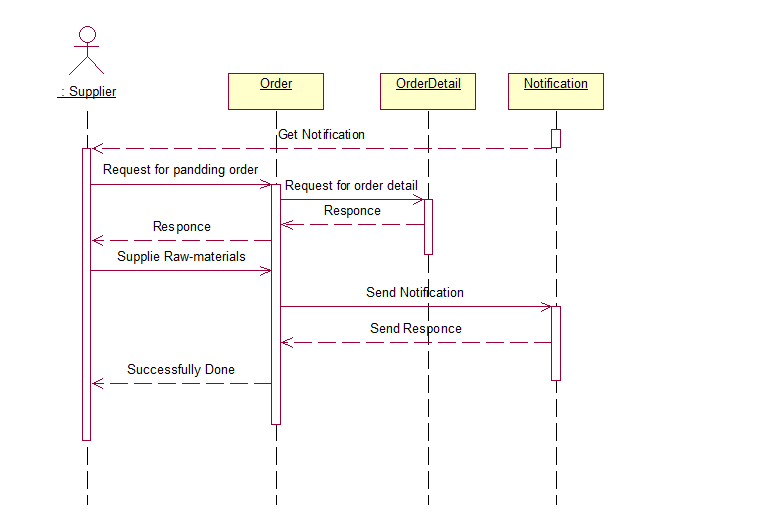 : Supplier
Order
OrderDetail
Notification
Get Notification
Request for pandding order
Request for order detail
Responce
Responce
Supplie Raw-materials
Send Notification
Send Responce
Successfully Done